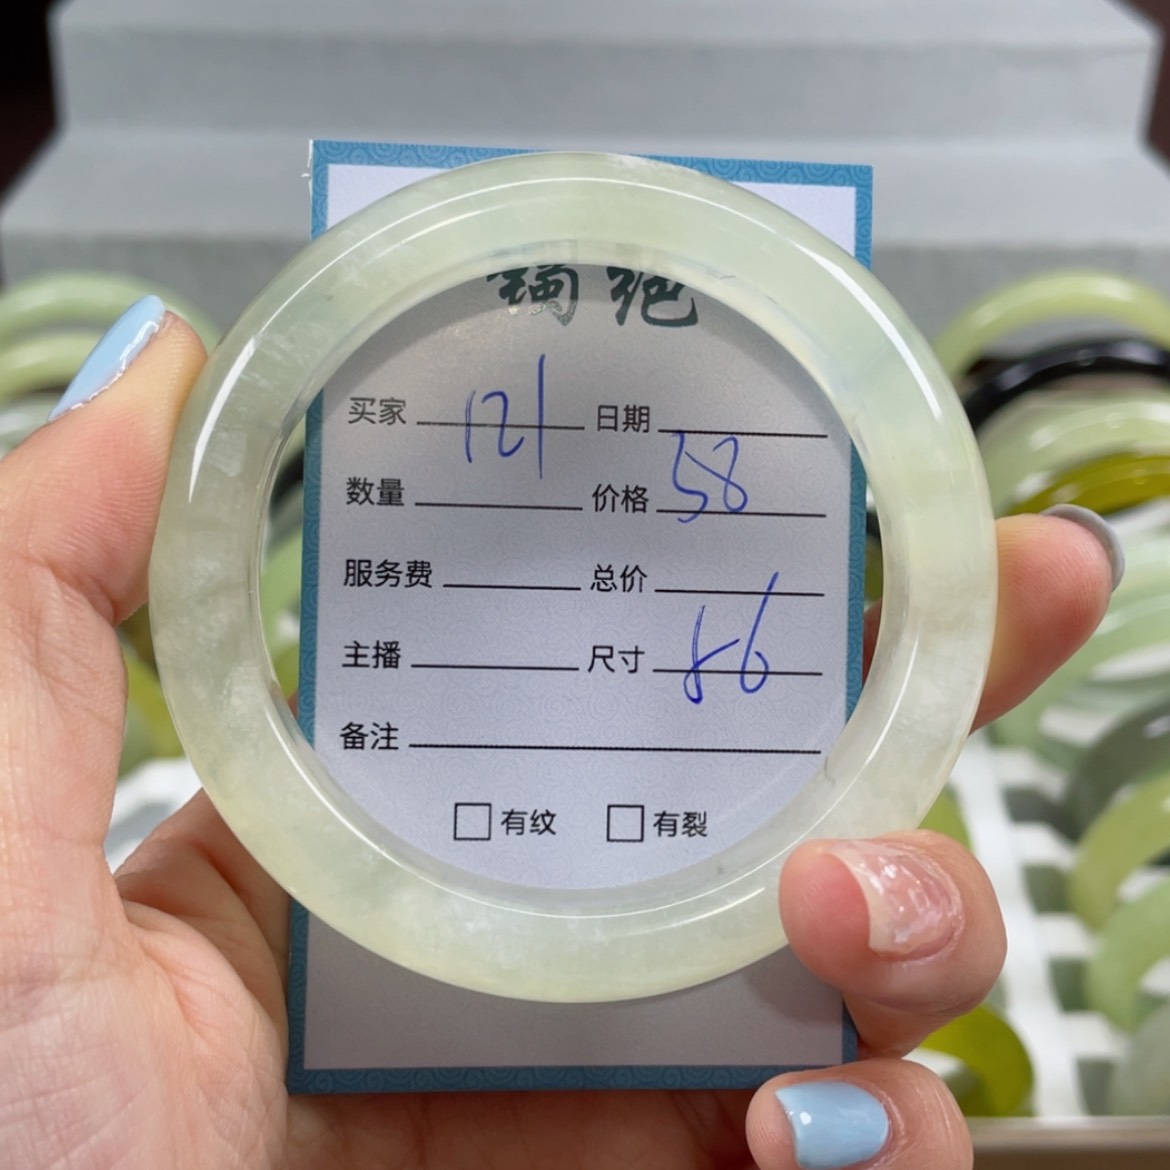 买家 121 日期
数量 价格 58
服务费 总价
主播 尺寸 56
备注
有纹 有裂